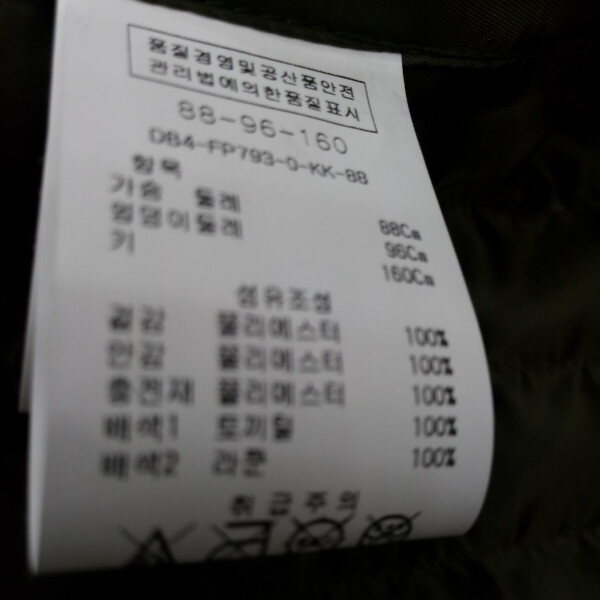 품질경영및공산품안전
관리법에의한품질표시
88-96-160
DB4-FP793-0-KK-88
항목
가슴 둘레 88Cm
엉덩이둘레 96Cm
키 160Cm
섬유조성
겉감 폴리에스터 100%
안감 폴리에스터 100%
충전재 폴리에스터 100%
배색1 토끼털 100%
배색2 라쿤 100%
취급주의